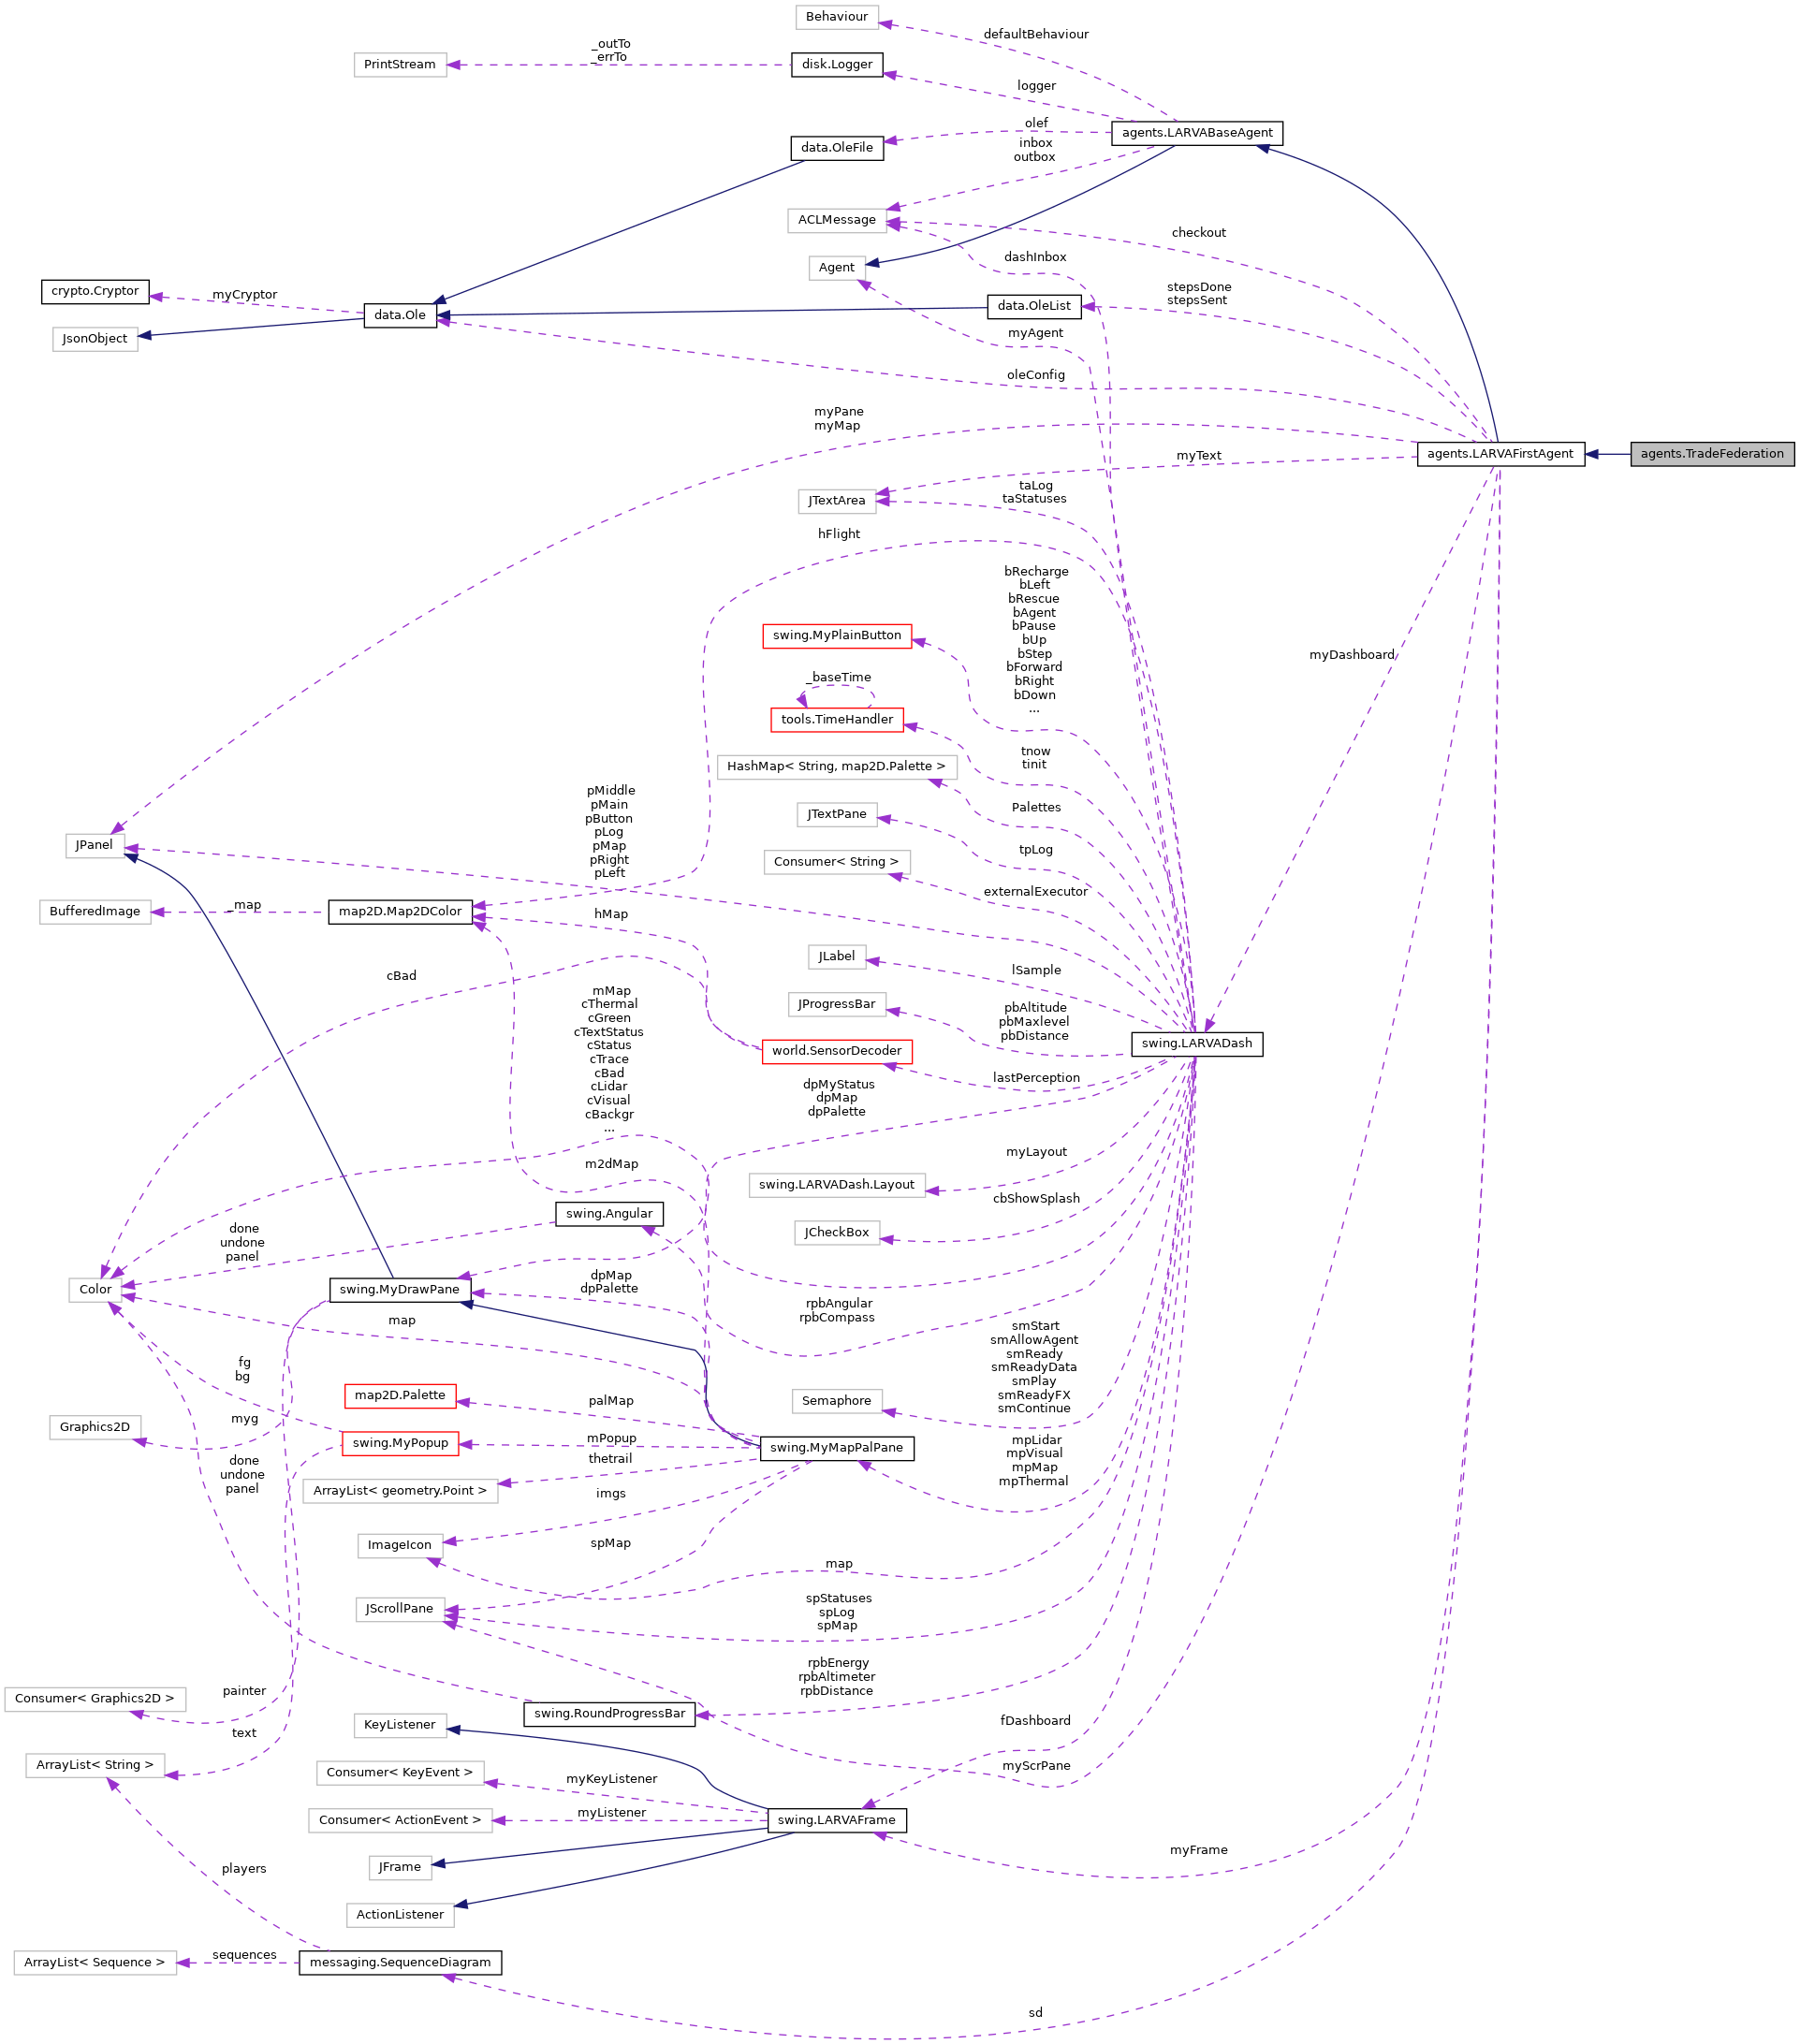 Behaviour
defaultBehaviour
_outTo
_errTo
PrintStream
disk.Logger
logger
agents.LARVABaseAgent
olef
data.OleFile
inbox
outbox
ACLMessage
checkout
dashInbox
Agent
crypto.Cryptor
myCryptor
stepsDone
stepsSent
data.OleList
data.Ole
JsonObject
myAgent
oleConfig
myPane
myMap
agents.LARVAFirstAgent
agents.TradeFederation
myText
taLog
taStatuses
JTextArea
hFlight
bRecharge
bLeft
bRescue
bAgent
bPause
bUp
bStep
bForward
bRight
bDown
...
swing.MyPlainButton
myDashboard
_baseTime
tools.TimeHandler
tnow
tinit
HashMap< String, map2D.Palette >
Palettes
pMiddle
pMain
pButton
pLog
pMap
pRight
pLeft
JTextPane
JPanel
tpLog
Consumer< String >
externalExecutor
BufferedImage
_map
map2D.Map2DColor
hMap
JLabel
lSample
cBad
mMap
cThermal
cGreen
cTextStatus
cStatus
cTrace
cBad
cLidar
cVisual
cBackgr
...
JProgressBar
pbAltitude
pbMaxlevel
pbDistance
swing.LARVADash
world.SensorDecoder
lastPerception
dpMyStatus
dpMap
dpPalette
myLayout
m2dMap
swing.LARVADash.Layout
cbShowSplash
swing.Angular
JCheckBox
done
undone
panel
Color
swing.MyDrawPane
dpMap
dpPalette
rpbAngular
rpbCompass
map
smStart
smAllowAgent
smReady
smReadyData
smPlay
smReadyFX
smContinue
fg
bg
map2D.Palette
palMap
Semaphore
Graphics2D
myg
swing.MyPopup
mPopup
swing.MyMapPalPane
mpLidar
mpVisual
mpMap
mpThermal
thetrail
done
undone
panel
ArrayList< geometry.Point >
imgs
ImageIcon
spMap
map
JScrollPane
spStatuses
spLog
spMap
rpbEnergy
rpbAltimeter
rpbDistance
Consumer< Graphics2D >
painter
swing.RoundProgressBar
KeyListener
fDashboard
text
ArrayList< String >
Consumer< KeyEvent >
myKeyListener
myScrPane
Consumer< ActionEvent >
myListener
swing.LARVAFrame
myFrame
players
JFrame
ActionListener
sequences
ArrayList< Sequence >
messaging.SequenceDiagram
sd